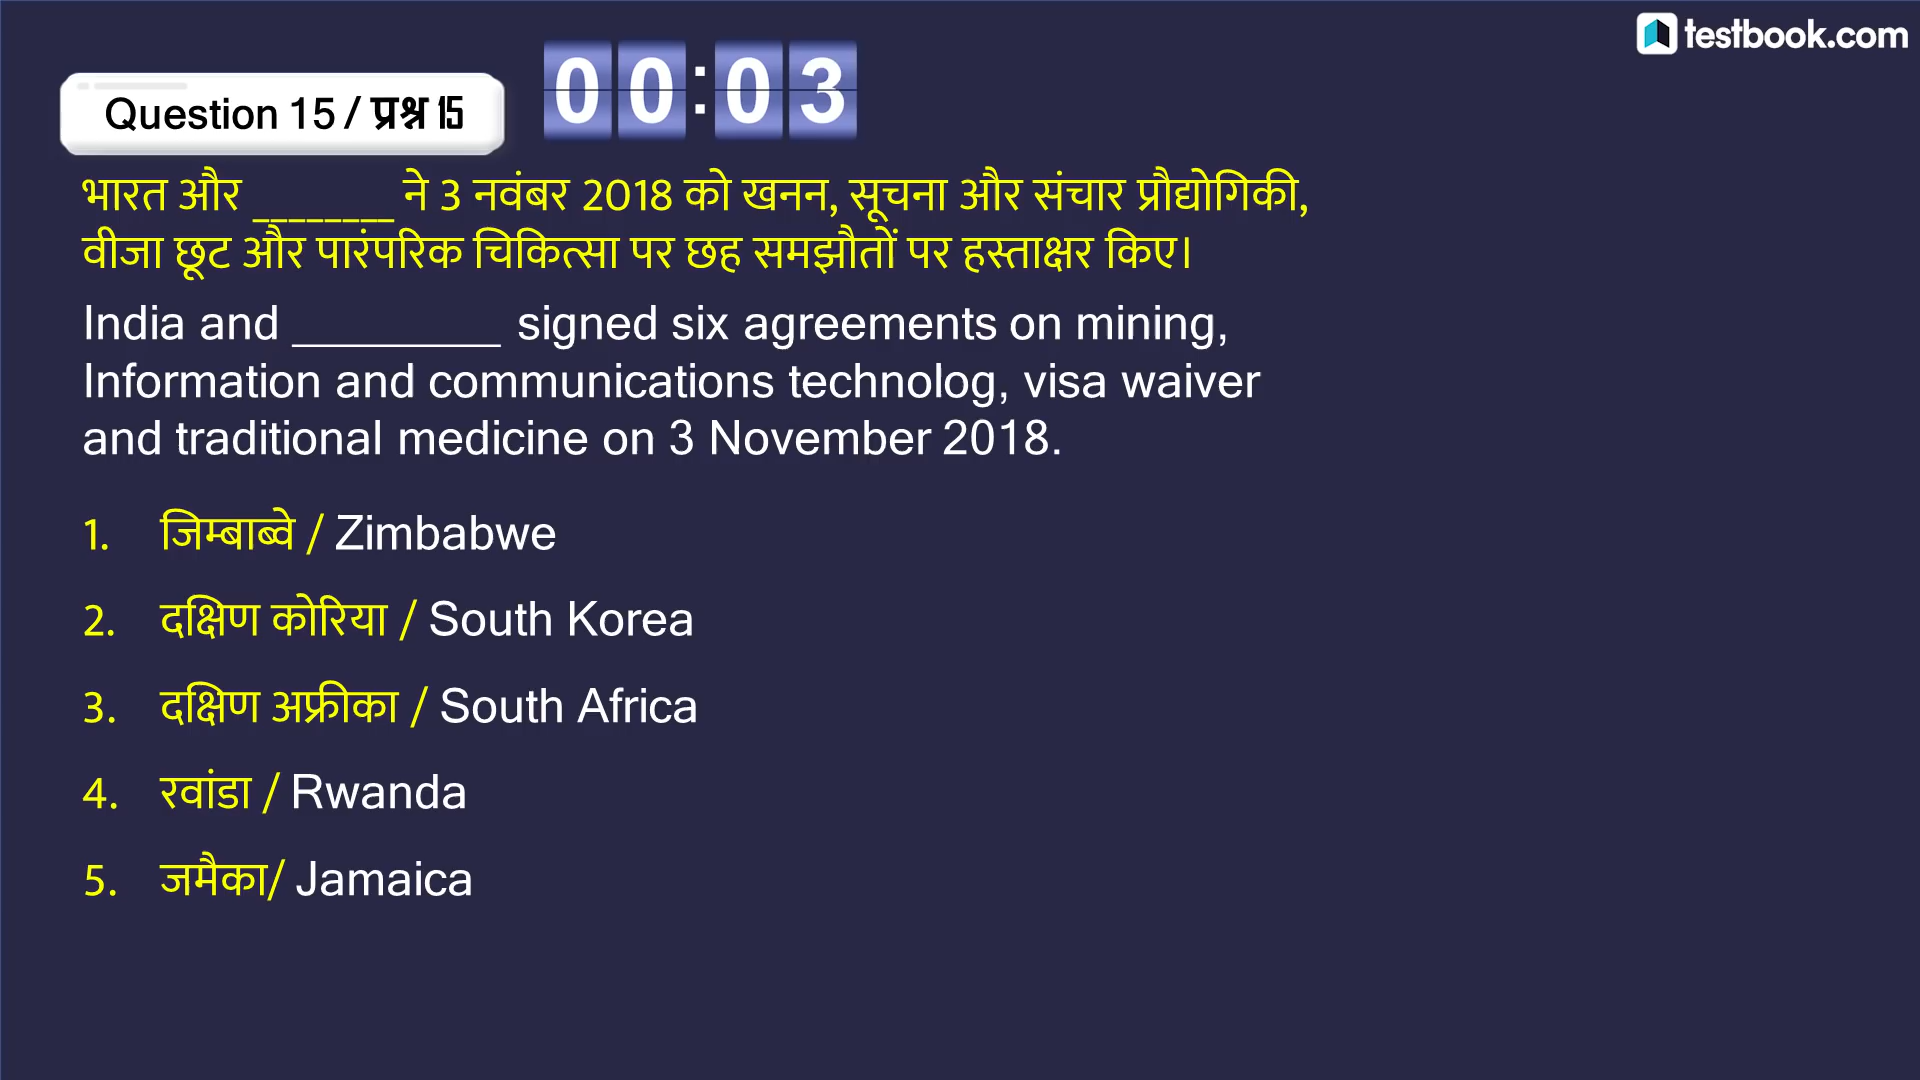 testbook.com
00:03
Question 15 / प्रश्न 15
भारत और ________ ने 3 नवंबर 2018 को खनन, सूचना और संचार प्रौद्योगिकी,
वीजा छूट और पारंपरिक चिकित्सा पर छह समझौतों पर हस्ताक्षर किए।
India and ________ signed six agreements on mining,
Information and communications technolog, visa waiver
and traditional medicine on 3 November 2018.
1. जिम्बाब्वे / Zimbabwe
2. दक्षिण कोरिया / South Korea
3. दक्षिण अफ्रीका / South Africa
4. रवांडा / Rwanda
5. जमैका/ Jamaica